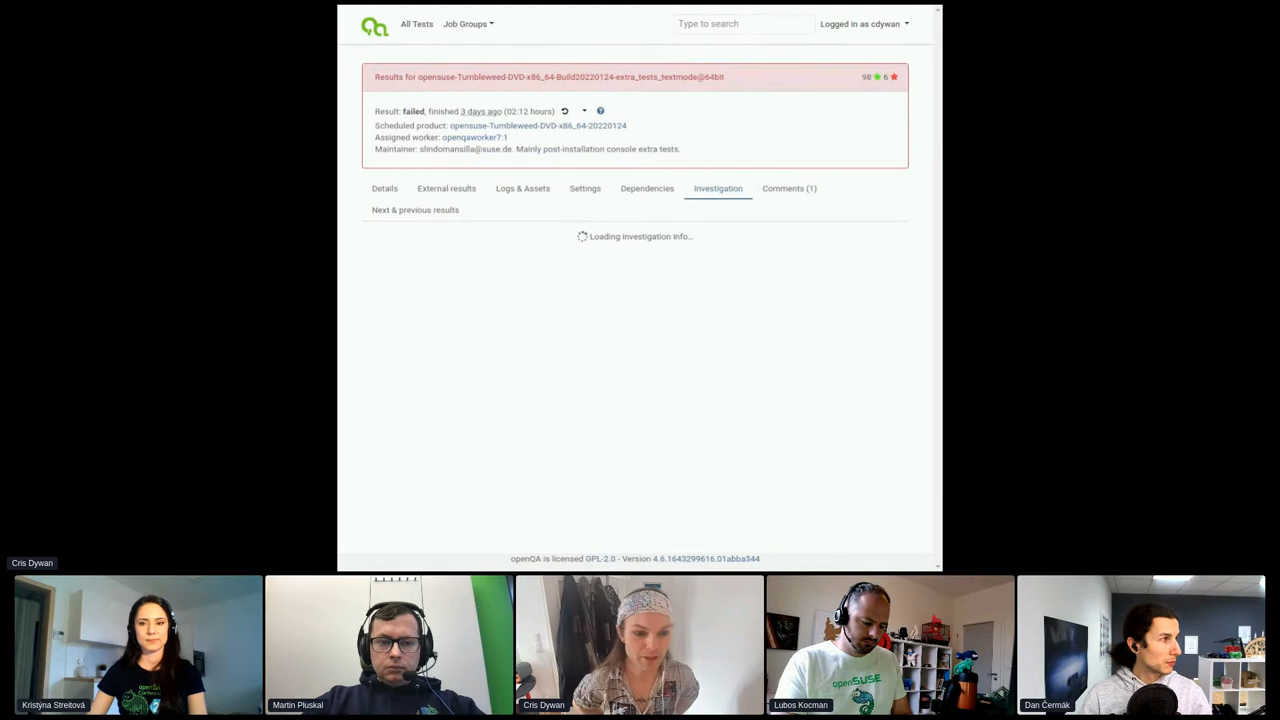 All Tests
Job Groups
Type to search
Logged in as cdywan
Results for opensuse-Tumbleweed-DVD-x86_64-Build20220124-extra_tests_textmode@64bit
98 6
Result: failed, finished 3 days ago (02:12 hours)
Scheduled product: opensuse-Tumbleweed-DVD-x86_64-20220124
Assigned worker: openqaworker7:1
Maintainer: slindomansilla@suse.de. Mainly post-installation console extra tests.
Details
External results
Logs & Assets
Settings
Dependencies
Investigation
Comments (1)
Next & previous results
Loading investigation info...
openQA is licensed GPL-2.0 - Version 4.6.1643299616.01abba344
Cris Dywan
openSUSE
openSUSE
Kristýna Streitová
Martin Pluskal
Cris Dywan
Lubos Kocman
Dan Čermák